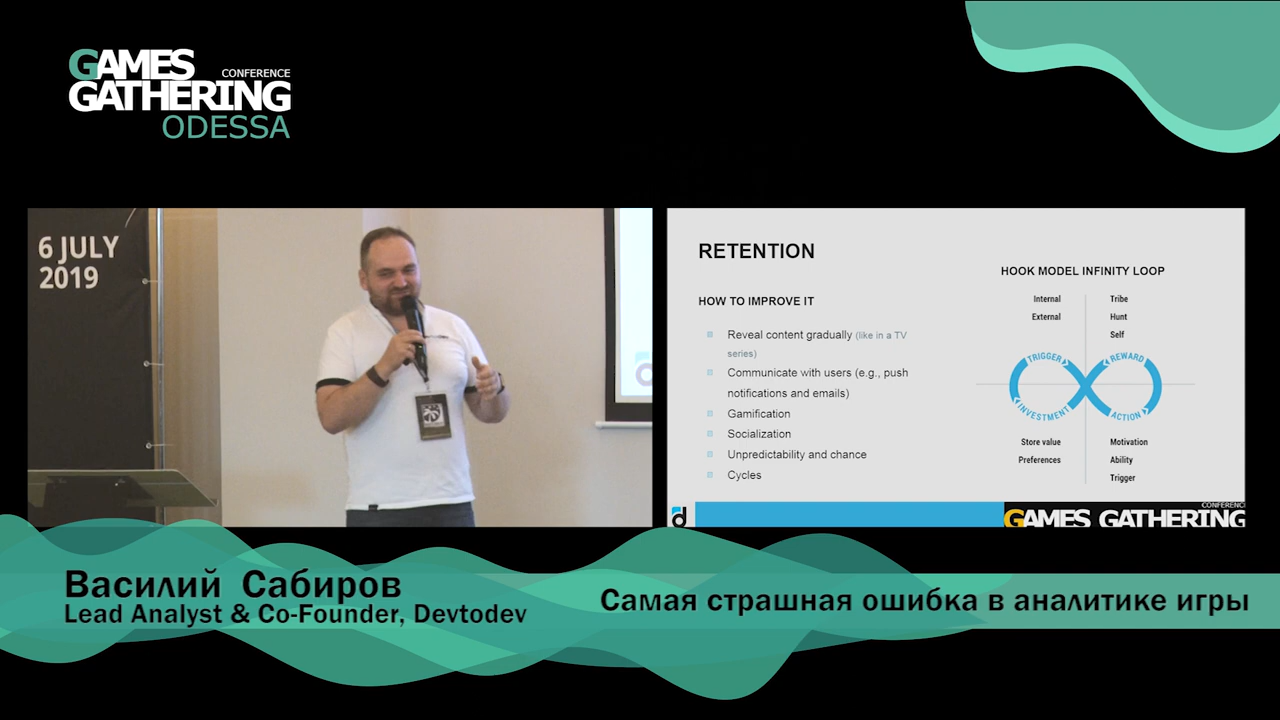 GAMES
CONFERENCE
GATHERING
ODESSA
6 JULY
2019
RETENTION
HOW TO IMPROVE IT
Reveal content gradually (like in a TV
series)
Communicate with users (e.g., push
notifications and emails)
Gamification
Socialization
Unpredictability and chance
Cycles
HOOK MODEL INFINITY LOOP
Internal
External
Tribe
Hunt
Self
TRIGGER
REWARD
INVESTMENT
ACTION
Store value
Preferences
Motivation
Ability
Trigger
d
CONFERENC
GAMES GATHERING
Василий Сабиров
Lead Analyst & Co-Founder, Devtodev
Самая страшная ошибка в аналитике игры